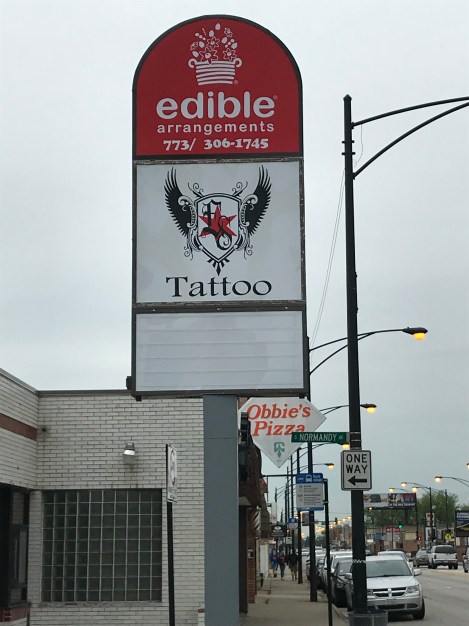 edible
arrangements
773/ 306-1745
Tattoo
Obbie's
Pizza
S NORMANDY
ONE
WAY